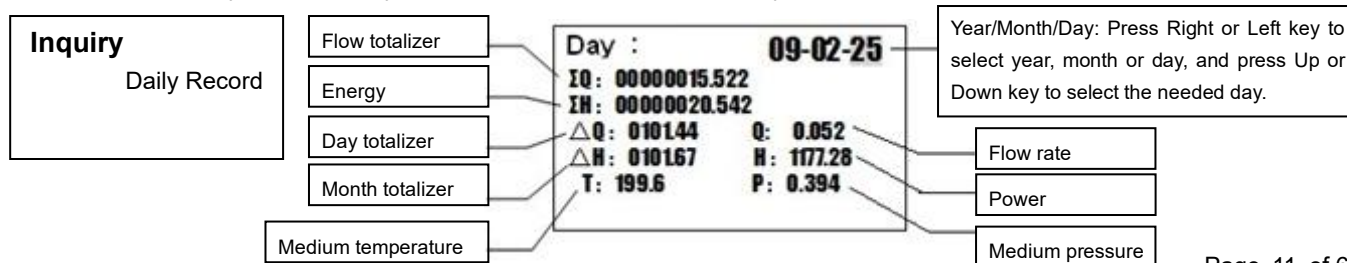 Inquiry
Daily Record
Flow totalizer
Energy
Day totalizer
Month totalizer
Medium temperature
Day : 09-02-25
ΣQ: 00000015.522
ΣH: 00000020.542
△Q: 0101.44 Q: 0.052
△H: 0101.67 H: 1177.28
T: 199.6 P: 0.394
Year/Month/Day: Press Right or Left key to
select year, month or day, and press Up or
Down key to select the needed day.
Flow rate
Power
Medium pressure